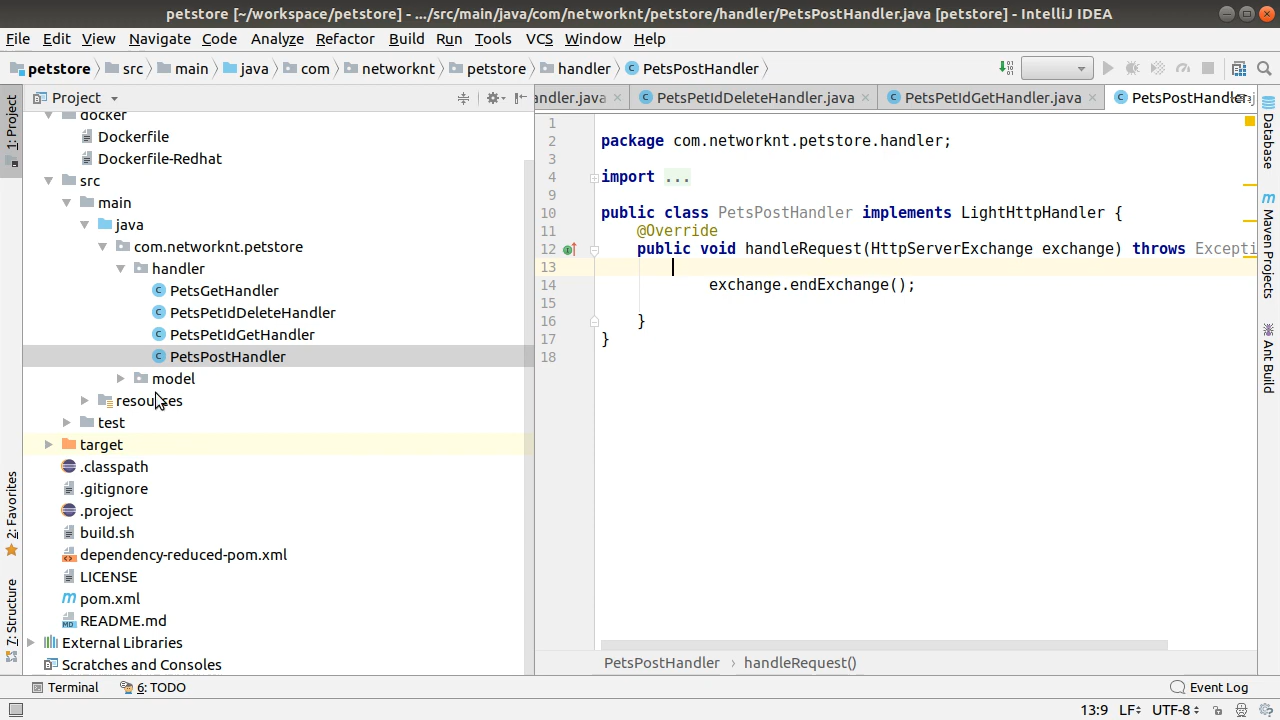 petstore [~/workspace/petstore] - .../src/main/java/com/networknt/petstore/handler/PetsPostHandler.java [petstore] - IntelliJ IDEA
File Edit View Navigate Code Analyze Refactor Build Run Tools VCS Window Help
petstore src main java com networknt petstore handler PetsPostHandler
1: Project
Project
andler.java PetsPetIdDeleteHandler.java PetsPetIdGetHandler.java PetsPostHandler
docker
Dockerfile
Dockerfile-Redhat
src
main
java
com.networknt.petstore
handler
PetsGetHandler
PetsPetIdDeleteHandler
PetsPetIdGetHandler
PetsPostHandler
model
resources
test
target
.classpath
.gitignore
.project
build.sh
dependency-reduced-pom.xml
LICENSE
pom.xml
README.md
External Libraries
Scratches and Consoles
2: Favorites
7: Structure
1
2 package com.networknt.petstore.handler;
3
4 import ...
9
10 public class PetsPostHandler implements LightHttpHandler {
11 @Override
12 public void handleRequest(HttpServerExchange exchange) throws Excepti
13
14 exchange.endExchange();
15
16 }
17 }
18
PetsPostHandler › handleRequest()
Database
Maven Projects
Ant Build
Terminal 6: TODO Event Log
13:9 LF UTF-8